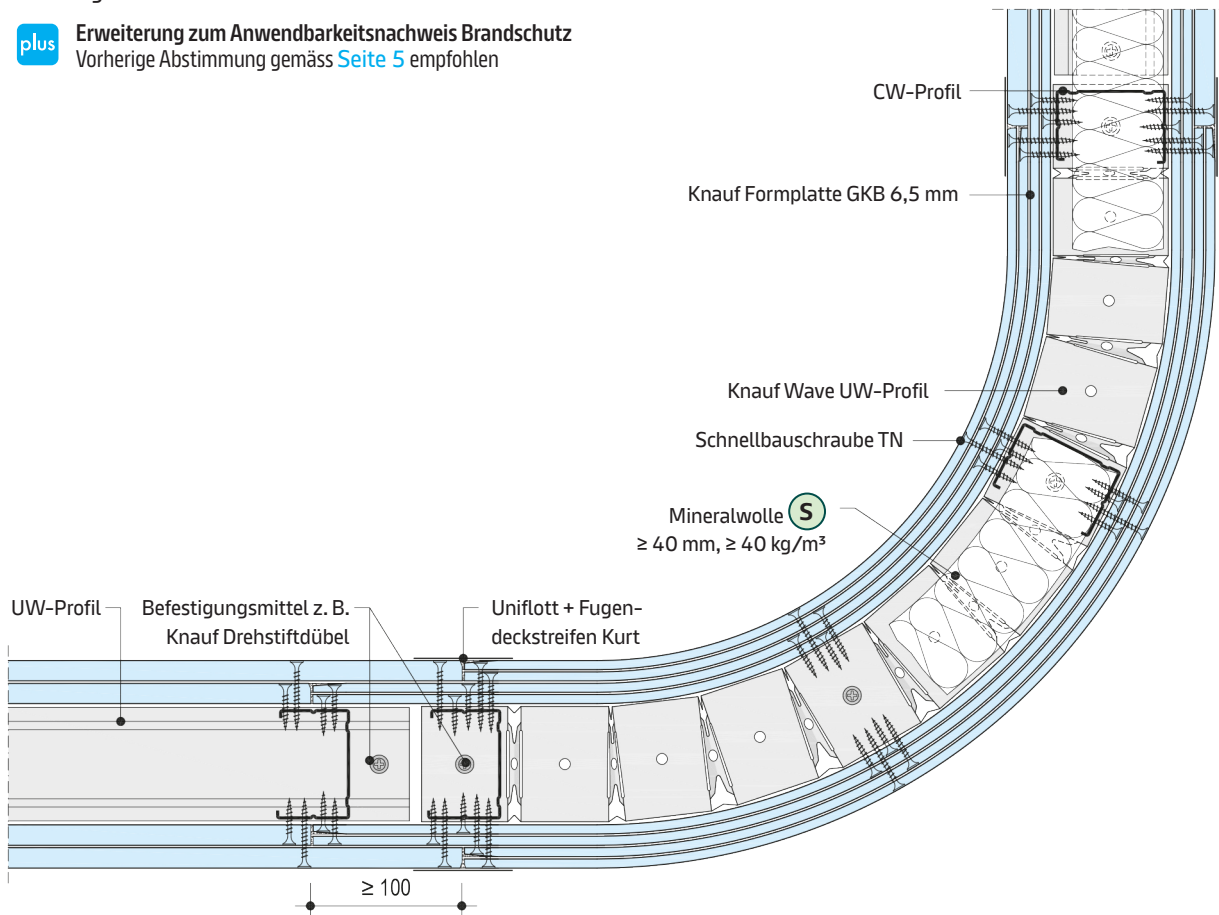 plus
Erweiterung zum Anwendbarkeitsnachweis Brandschutz
Vorherige Abstimmung gemäss Seite 5 empfohlen
CW-Profil
Knauf Formplatte GKB 6,5 mm
Knauf Wave UW-Profil
Schnellbauschraube TN
Mineralwolle S
≥ 40 mm, ≥ 40 kg/m³
UW-Profil
Befestigungsmittel z. B.
Knauf Drehstiftdübel
Uniflott + Fugen-
deckstreifen Kurt
≥ 100